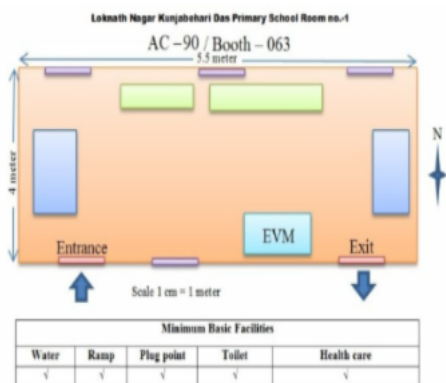 Loknath Nagar Kunjabehari Das Primary School Room no.-1
AC –90 / Booth – 063
5.5 meter
4 meter
N
EVM
Entrance
Exit
Scale 1 cm = 1 meter
Minimum Basic Facilities
Water Ramp Plug point Toilet Health care
√ √ √ √ √